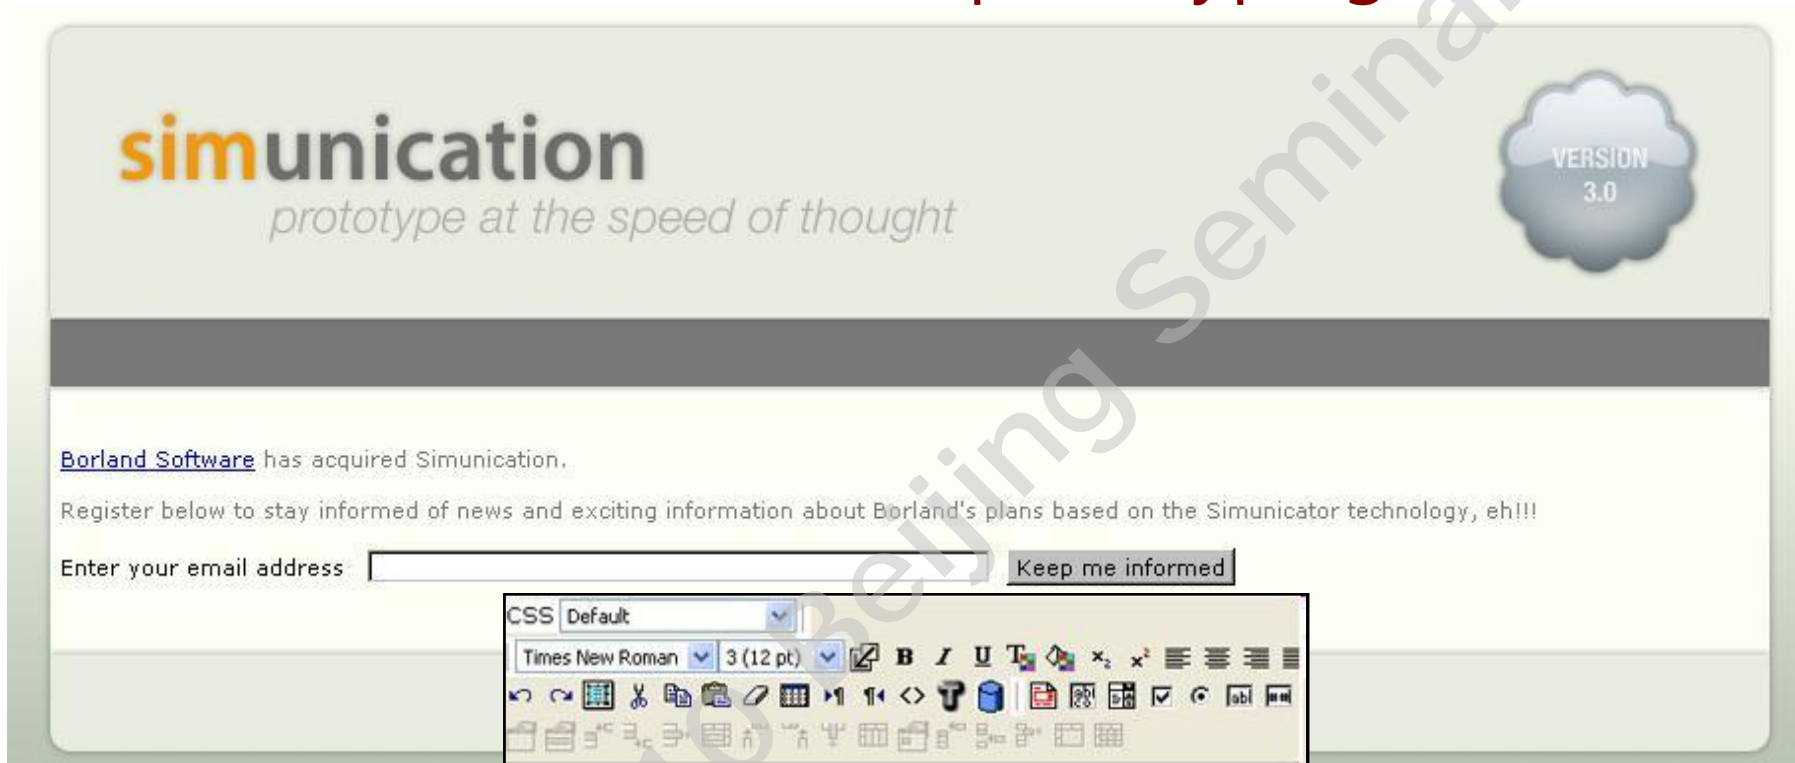 simunication
prototype at the speed of thought
VERSION
3.0
Borland Software has acquired Simunication.
Register below to stay informed of news and exciting information about Borland's plans based on the Simunicator technology, eh!!!
Enter your email address Keep me informed
CSS Default
Times New Roman 3 (12 pt) B I U
10 Beijing Seminar